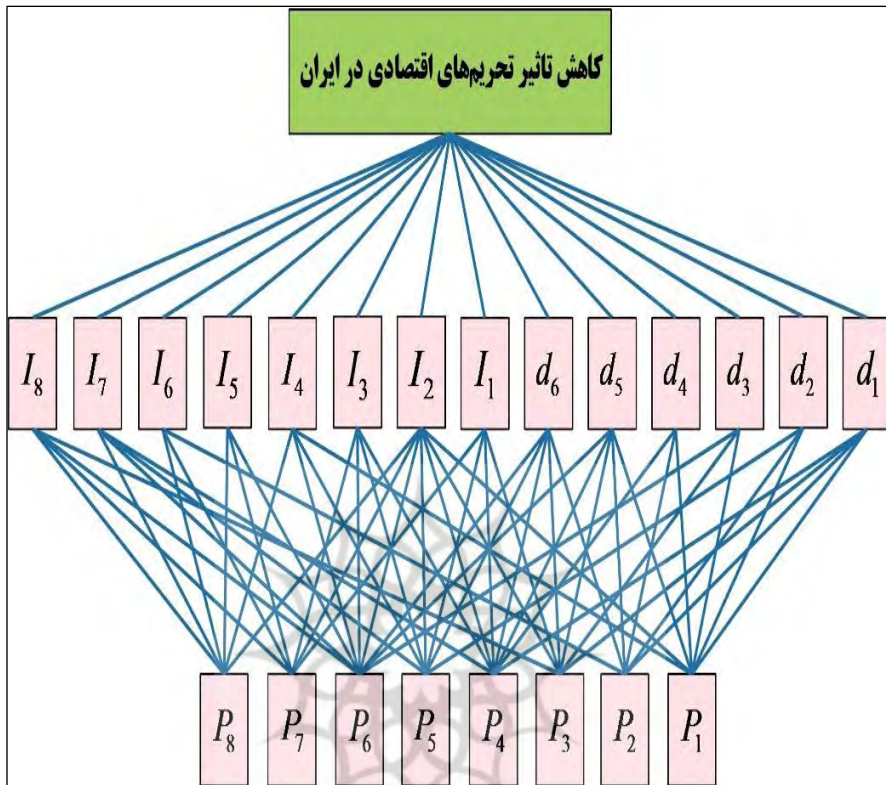 کاهش تاثیر تحریم‌های اقتصادی در ایران
I₈ I₇ I₆ I₅ I₄ I₃ I₂ I₁ d₆ d₅ d₄ d₃ d₂ d₁
P₈ P₇ P₆ P₅ P₄ P₃ P₂ P₁